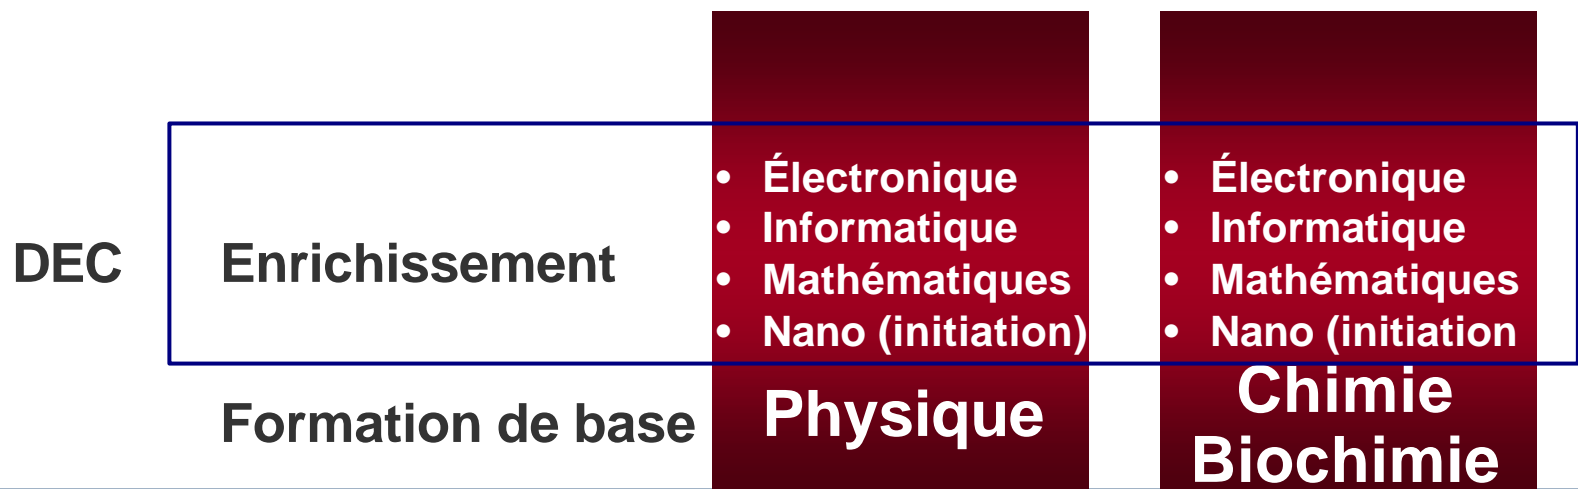 DEC
Enrichissement
• Électronique
• Informatique
• Mathématiques
• Nano (initiation)
• Électronique
• Informatique
• Mathématiques
• Nano (initiation
Formation de base
Physique
Chimie
Biochimie